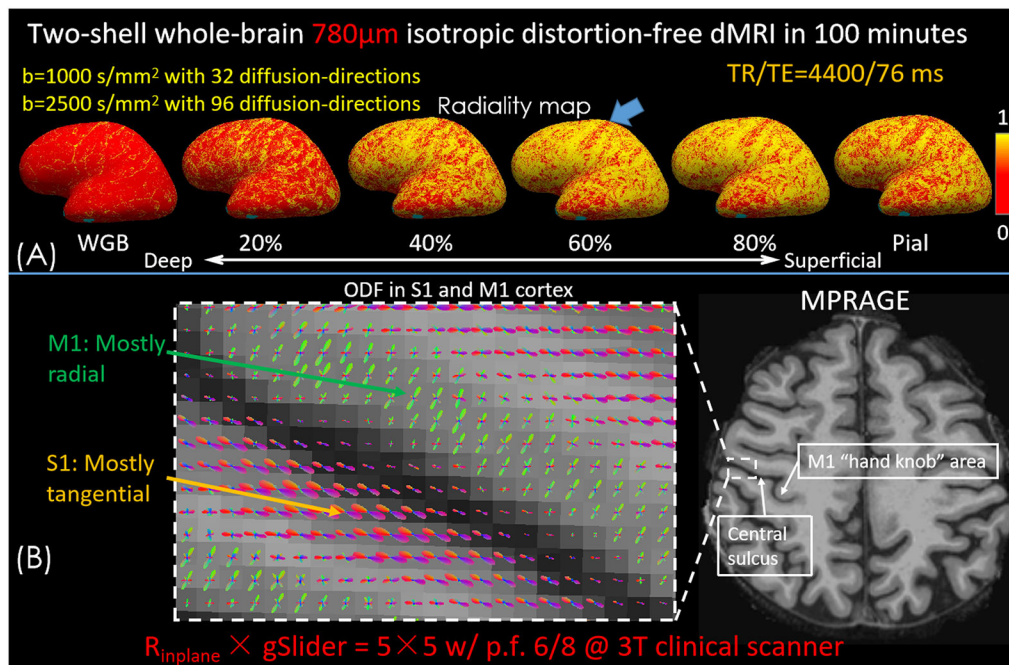 Two-shell whole-brain 780µm isotropic distortion-free dMRI in 100 minutes
b=1000 s/mm² with 32 diffusion-directions
TR/TE=4400/76 ms
b=2500 s/mm² with 96 diffusion-directions
Radiality map
1
0
WGB
20%
40%
60%
80%
Pial
(A)
Deep
Superficial
ODF in S1 and M1 cortex
MPRAGE
M1: Mostly
radial
S1: Mostly
tangential
M1 “hand knob” area
Central
sulcus
(B)
Rinplane × gSlider = 5×5 w/ p.f. 6/8 @ 3T clinical scanner